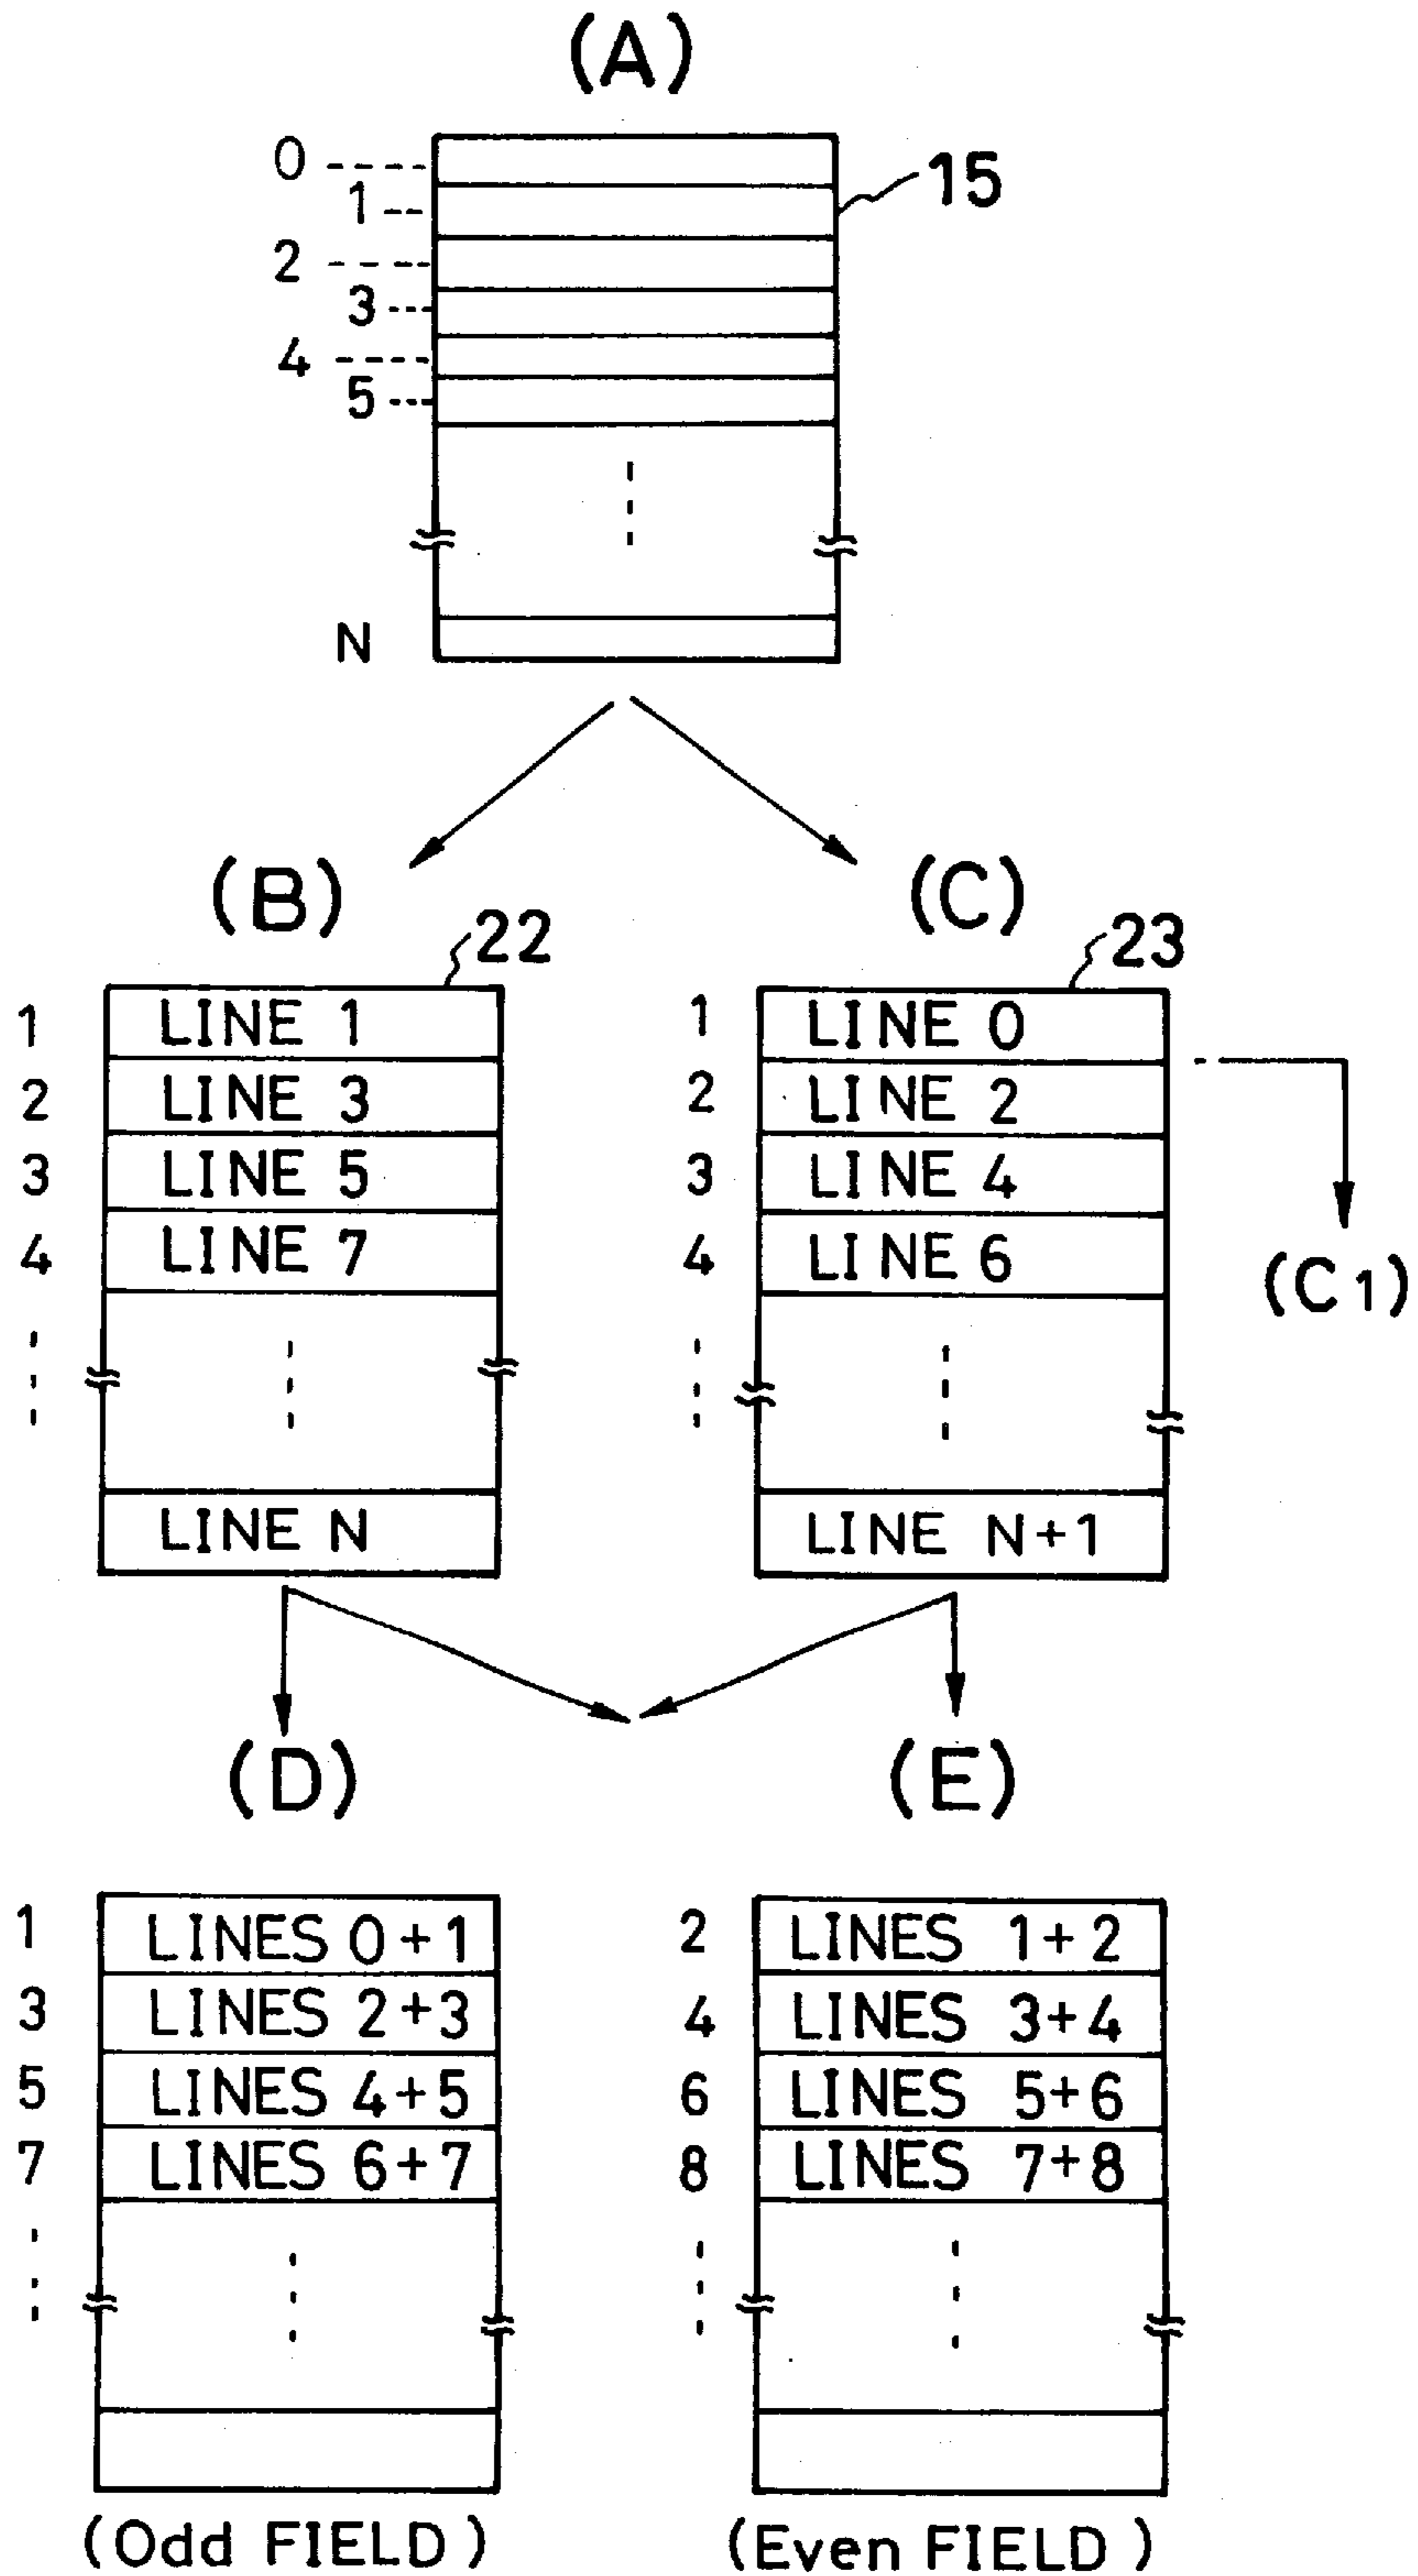 (A)
0
1
15
2
3
4
5
N
(B)
(C)
22
23
1 LINE 1
2 LINE 3
3 LINE 5
4 LINE 7
LINE N
1 LINE 0
2 LINE 2
3 LINE 4
4 LINE 6
LINE N+1
(C1)
(D)
(E)
1 LINES 0+1
3 LINES 2+3
5 LINES 4+5
7 LINES 6+7
(Odd FIELD)
2 LINES 1+2
4 LINES 3+4
6 LINES 5+6
8 LINES 7+8
(Even FIELD)